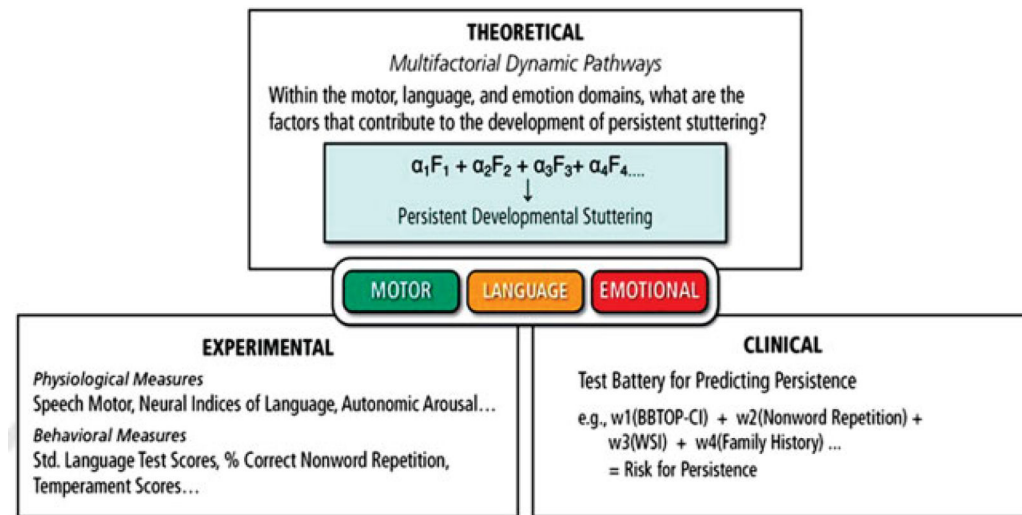 THEORETICAL
Multifactorial Dynamic Pathways
Within the motor, language, and emotion domains, what are the
factors that contribute to the development of persistent stuttering?
α₁F₁ + α₂F₂ + α₃F₃+ α₄F₄....
↓
Persistent Developmental Stuttering
MOTOR
LANGUAGE
EMOTIONAL
EXPERIMENTAL
Physiological Measures
Speech Motor, Neural Indices of Language, Autonomic Arousal...
Behavioral Measures
Std. Language Test Scores, % Correct Nonword Repetition,
Temperament Scores...
CLINICAL
Test Battery for Predicting Persistence
e.g., w1(BBTOP-CI) + w2(Nonword Repetition) +
w3(WSI) + w4(Family History) ...
= Risk for Persistence